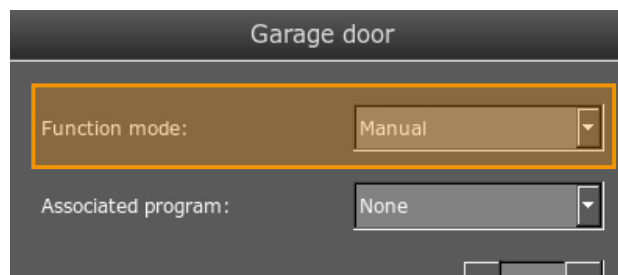 Garage door
Function mode: Manual
Associated program: None